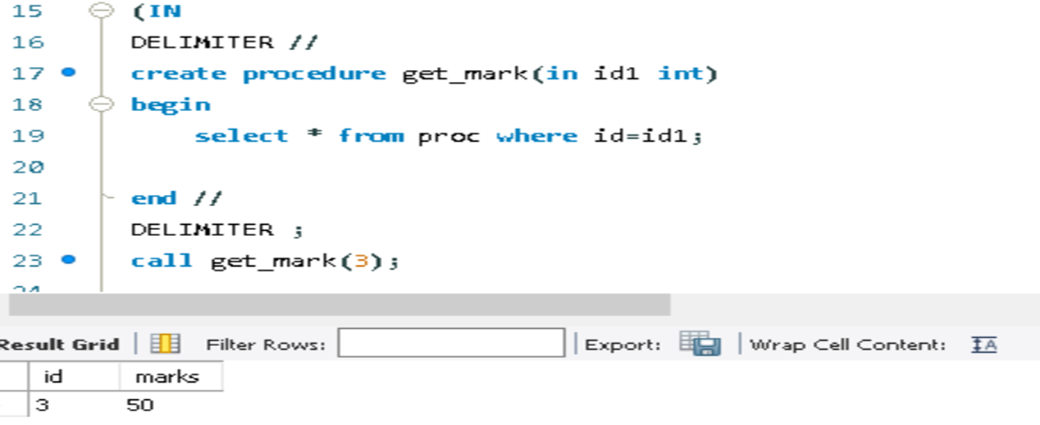 15 (IN
16 DELIMITER //
17 create procedure get_mark(in id1 int)
18 begin
19 select * from proc where id=id1;
20
21 end //
22 DELIMITER ;
23 call get_mark(3);
24
Result Grid Filter Rows: Export: Wrap Cell Content: IA
id marks
3 50